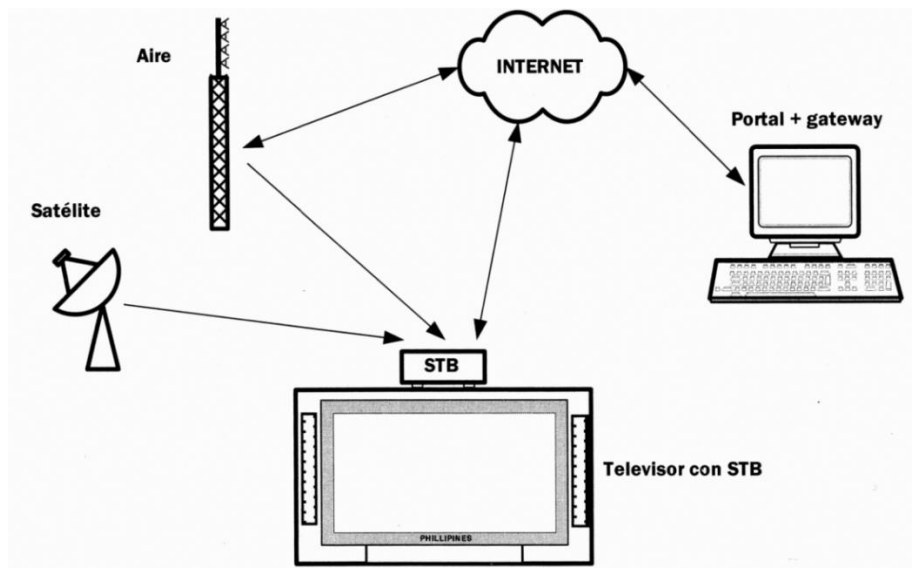 Aire
INTERNET
Portal + gateway
Satélite
STB
Televisor con STB
PHILLIPINES